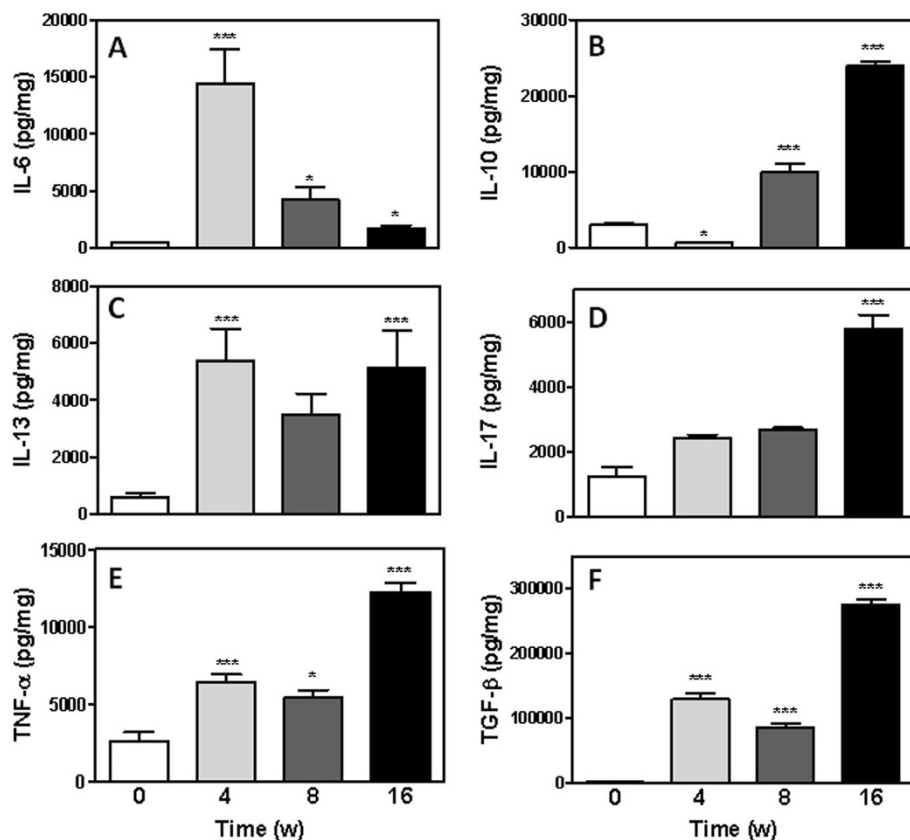 A
IL-6 (pg/mg)
20000
15000
10000
5000
0
***
*
*
B
IL-10 (pg/mg)
30000
20000
10000
0
*
***
***
C
IL-13 (pg/mg)
8000
6000
4000
2000
0
***
***
D
IL-17 (pg/mg)
6000
4000
2000
0
***
E
TNF-α (pg/mg)
15000
10000
5000
0
***
*
***
0 4 8 16
Time (w)
F
TGF-β (pg/mg)
300000
200000
100000
0
***
***
***
0 4 8 16
Time (w)